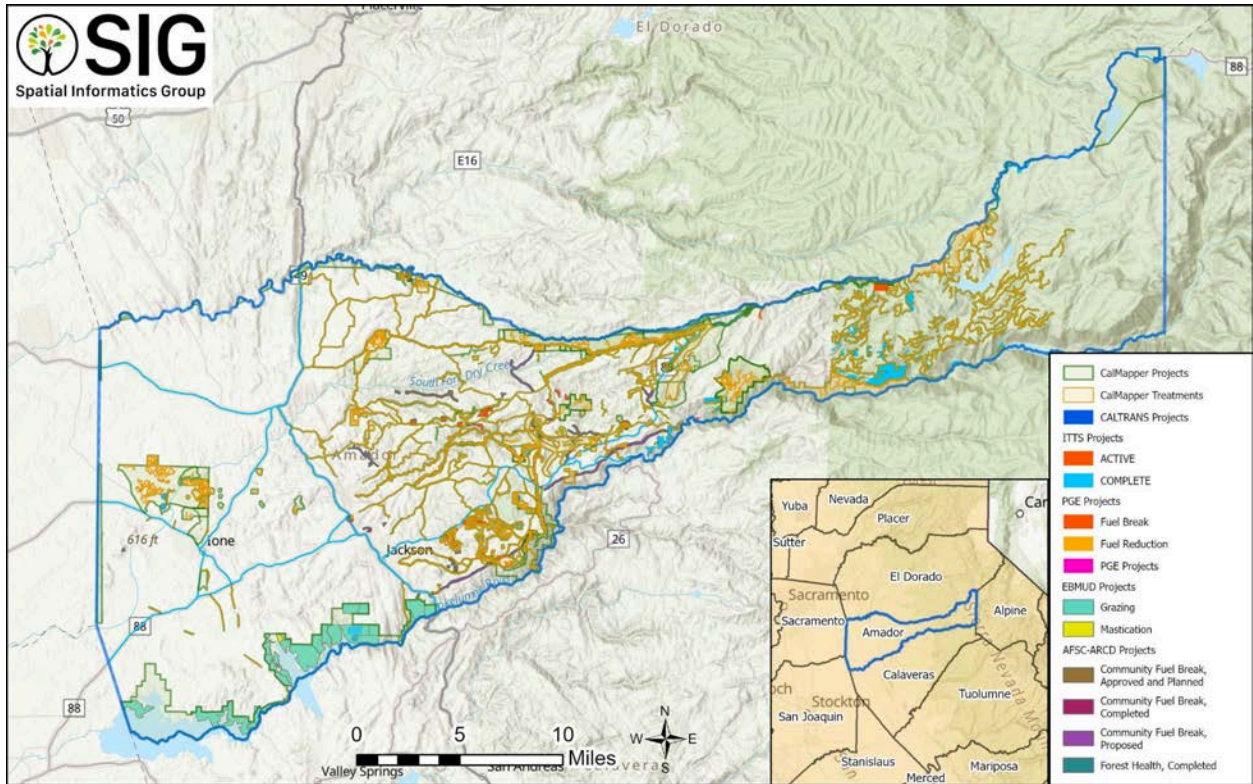 Placerville
SIG
Spatial Informatics Group
El Dorado
88
50
E16
49
South Fork Dry Creek
88
Amador
616 ft
Ione
Jackson
26
88
88
0 5 10
Miles
Valley Springs
San Andreas
N
W E
S
CalMapper Projects
CalMapper Treatments
CALTRANS Projects
ITTS Projects
ACTIVE
COMPLETE
PGE Projects
Fuel Break
Fuel Reduction
PGE Projects
EBMUD Projects
Grazing
Mastication
AFSC-ARCD Projects
Community Fuel Break,
Approved and Planned
Community Fuel Break,
Completed
Community Fuel Break,
Proposed
Forest Health, Completed
Yuba
Nevada
Placer
Sutter
El Dorado
Sacramento
Sacramento
Amador
Alpine
Calaveras
Stockton
San Joaquin
Tuolumne
Stanislaus
Merced
Mariposa